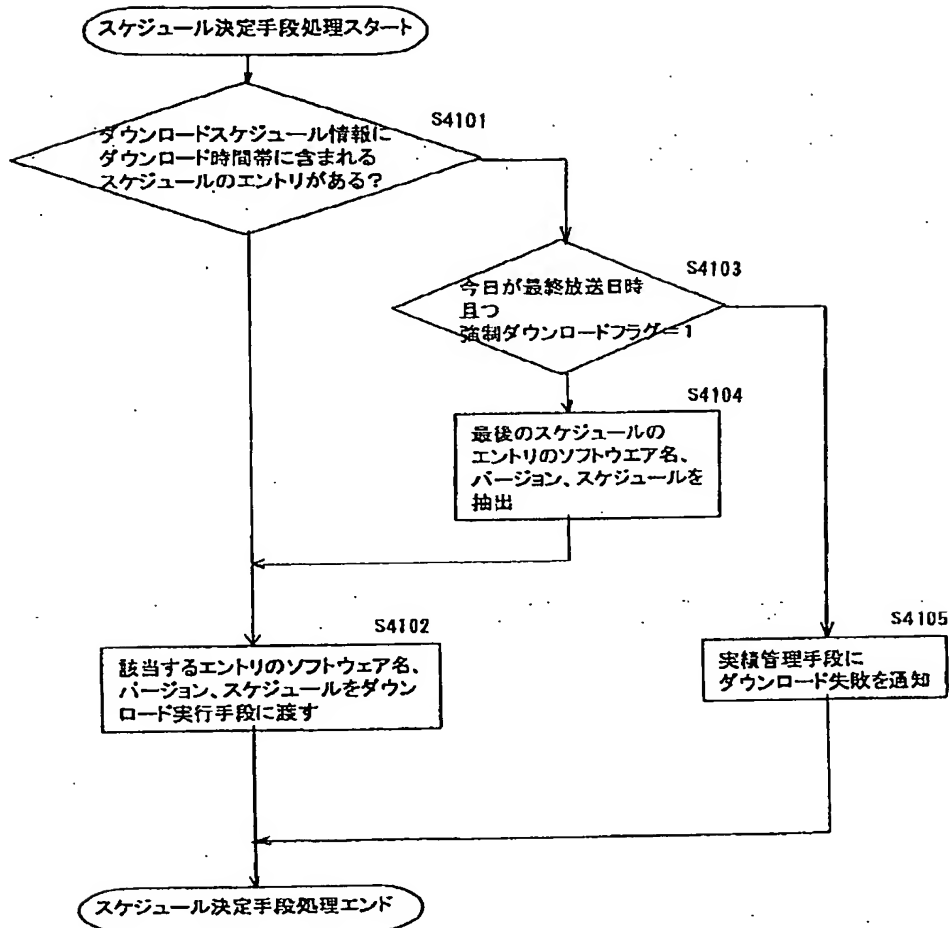 スケジュール決定手段処理スタート
S4101
ダウンロードスケジュール情報に
ダウンロード時間帯に含まれる
スケジュールのエントリがある?
S4103
今日が最終放送日時
且つ
強制ダウンロードフラグ=1
S4104
最後のスケジュールの
エントリのソフトウエア名、
バージョン、スケジュールを
抽出
S4102
該当するエントリのソフトウェア名、
バージョン、スケジュールをダウン
ロード実行手段に渡す
S4105
実績管理手段に
ダウンロード失敗を通知
スケジュール決定手段処理エンド